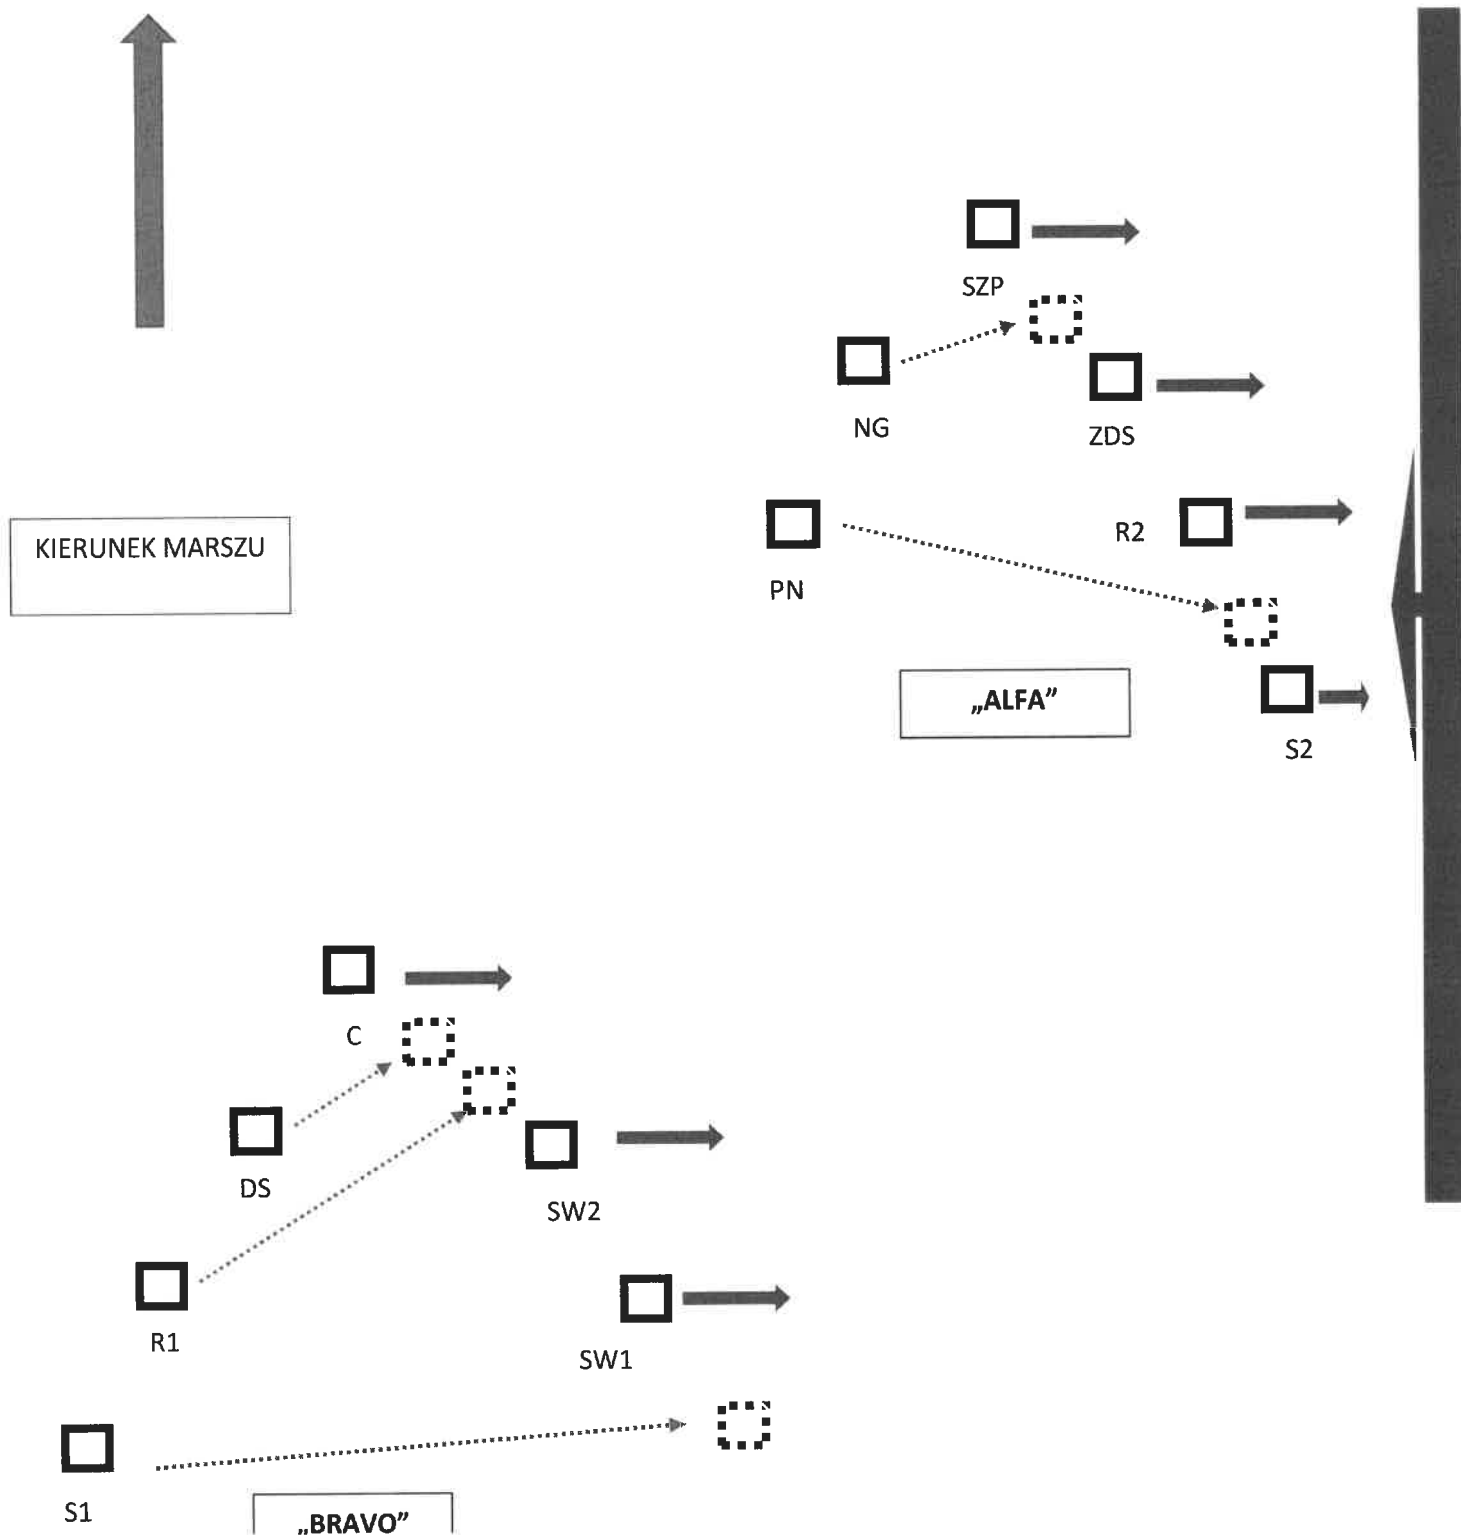 SZP
NG
ZDS
KIERUNEK MARSZU
R2
PN
„ALFA”
S2
C
DS
SW2
R1
SW1
S1
„BRAVO”